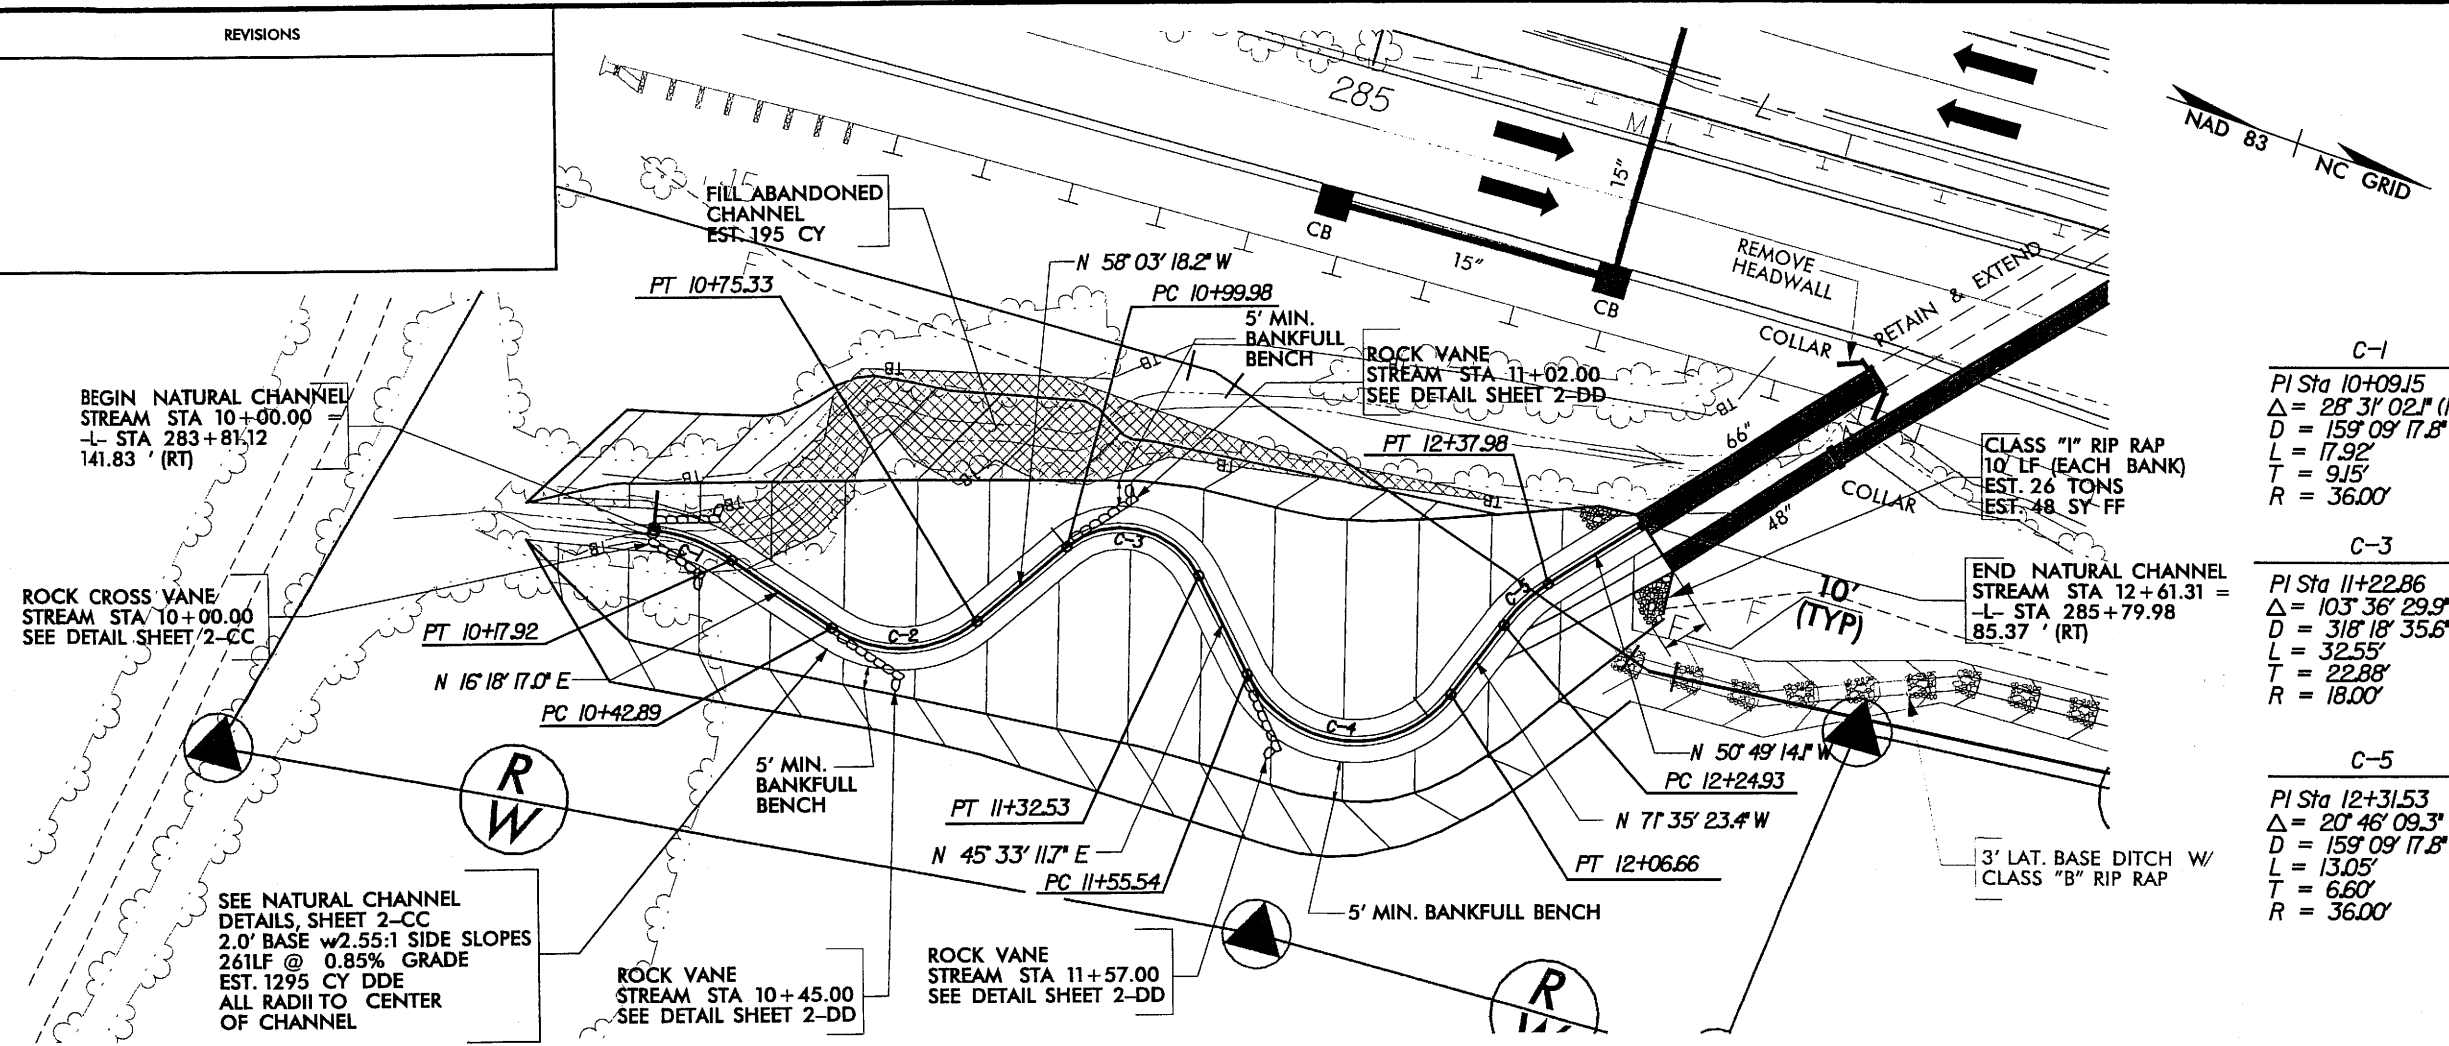 REVISIONS
285
NAD 83
NC GRID
15"
FILL ABANDONED
CHANNEL
EST. 195 CY
CB
15"
CB
REMOVE
HEADWALL
RETAIN & EXTEND
COLLAR
N 58° 03' 18.2" W
PT 10+75.33
PC 10+99.98
5' MIN.
BANKFULL
BENCH
ROCK VANE
STREAM STA 11+02.00
SEE DETAIL SHEET 2-DD
BEGIN NATURAL CHANNEL
STREAM STA 10+00.00 =
-L- STA 283+81.12
141.83 ' (RT)
TB
TB
TB
TB
TB
TB
TB
TB
TB
PT 12+37.98
66"
48"
COLLAR
CLASS "I" RIP RAP
10 LF (EACH BANK)
EST. 26 TONS
EST. 48 SY FF
C-1
PI Sta 10+09.15
Δ = 28° 31' 02.1"
D = 159° 09' 17.8"
L = 17.92'
T = 9.15'
R = 36.00'
C-3
PI Sta 11+22.86
Δ = 103° 36' 29.9"
D = 318° 18' 35.6"
L = 32.55'
T = 22.88'
R = 18.00'
C-5
PI Sta 12+31.53
Δ = 20° 46' 09.3"
D = 159° 09' 17.8"
L = 13.05'
T = 6.60'
R = 36.00'
END NATURAL CHANNEL
STREAM STA 12+61.31 =
-L- STA 285+79.98
85.37 ' (RT)
10'
(TYP)
F
F
F
ROCK CROSS VANE
STREAM STA 10+00.00
SEE DETAIL SHEET 2-CC
C-1
C-2
C-3
C-4
C-5
PT 10+17.92
N 16° 18' 17.0" E
PC 10+42.89
5' MIN.
BANKFULL
BENCH
R
W
PT 11+32.53
N 45° 33' 11.7" E
PC 11+55.54
N 50° 49' 14.1" W
PC 12+24.93
N 71° 35' 23.4" W
PT 12+06.66
5' MIN. BANKFULL BENCH
3' LAT. BASE DITCH W/
CLASS "B" RIP RAP
SEE NATURAL CHANNEL
DETAILS, SHEET 2-CC
2.0' BASE w/2.55:1 SIDE SLOPES
261LF @ 0.85% GRADE
EST. 1295 CY DDE
ALL RADII TO CENTER
OF CHANNEL
ROCK VANE
STREAM STA 10+45.00
SEE DETAIL SHEET 2-DD
ROCK VANE
STREAM STA 11+57.00
SEE DETAIL SHEET 2-DD
R
W